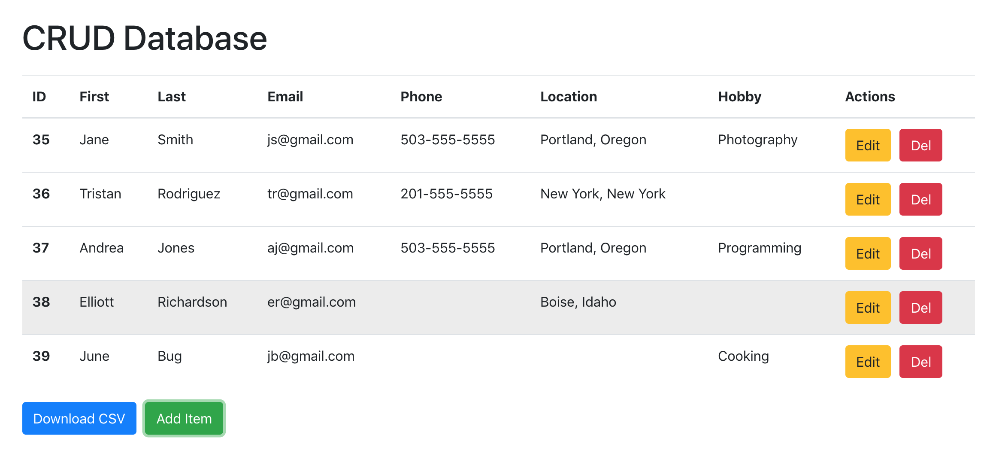 CRUD Database
ID First Last Email Phone Location Hobby Actions
35 Jane Smith js@gmail.com 503-555-5555 Portland, Oregon Photography Edit Del
36 Tristan Rodriguez tr@gmail.com 201-555-5555 New York, New York Edit Del
37 Andrea Jones aj@gmail.com 503-555-5555 Portland, Oregon Programming Edit Del
38 Elliott Richardson er@gmail.com Boise, Idaho Edit Del
39 June Bug jb@gmail.com Cooking Edit Del
Download CSV Add Item